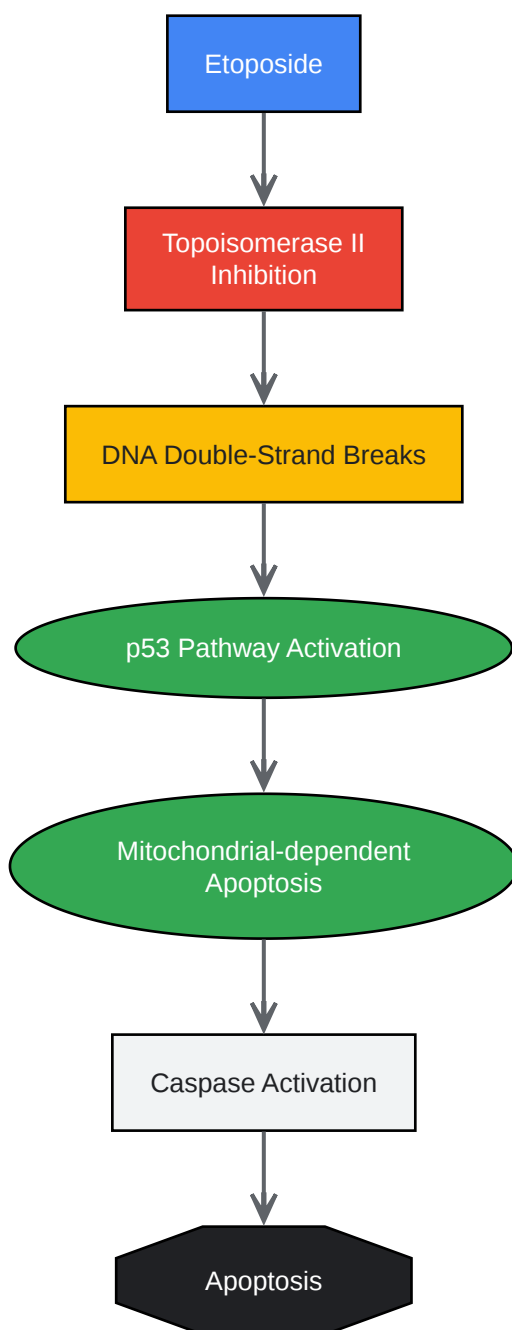 Etoposide
Topoisomerase II
Inhibition
DNA Double-Strand Breaks
p53 Pathway Activation
Mitochondrial-dependent
Apoptosis
Caspase Activation
Apoptosis